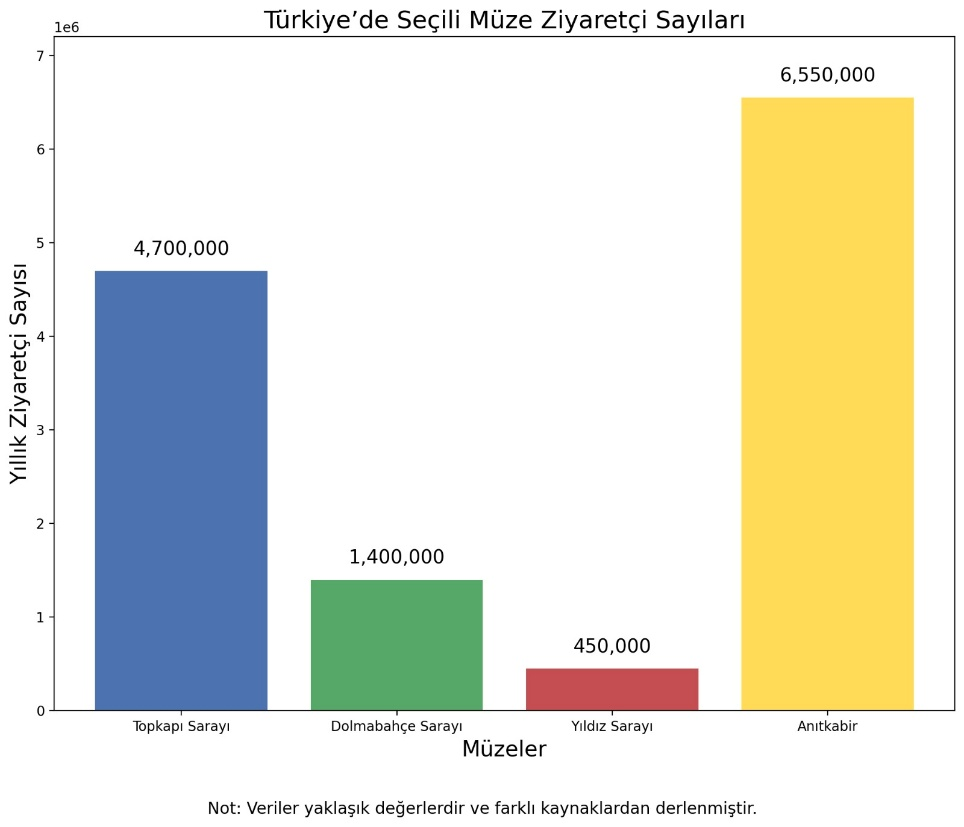 Türkiye’de Seçili Müze Ziyaretçi Sayıları
1e6
7
6
5
4
3
2
1
0
Yıllık Ziyaretçi Sayısı
4,700,000
1,400,000
450,000
6,550,000
Topkapı Sarayı
Dolmabahçe Sarayı
Yıldız Sarayı
Anıtkabir
Müzeler
Not: Veriler yaklaşık değerlerdir ve farklı kaynaklardan derlenmiştir.